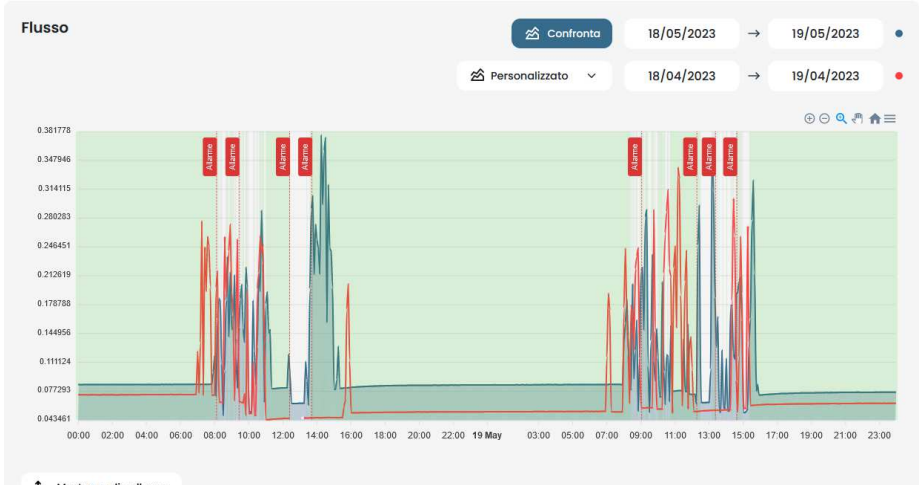 Flusso
Confronta 18/05/2023 → 19/05/2023
Personalizzato 18/04/2023 → 19/04/2023
0.381778
Allarme Allarme Allarme Allarme Allarme Allarme Allarme Allarme
0.347946
0.314115
0.280283
0.246451
0.212619
0.178788
0.144956
0.111124
0.077293
0.043461
00:00 02:00 04:00 06:00 08:00 10:00 12:00 14:00 16:00 18:00 20:00 22:00 19 May 03:00 05:00 07:00 09:00 11:00 13:00 15:00 17:00 19:00 21:00 23:00